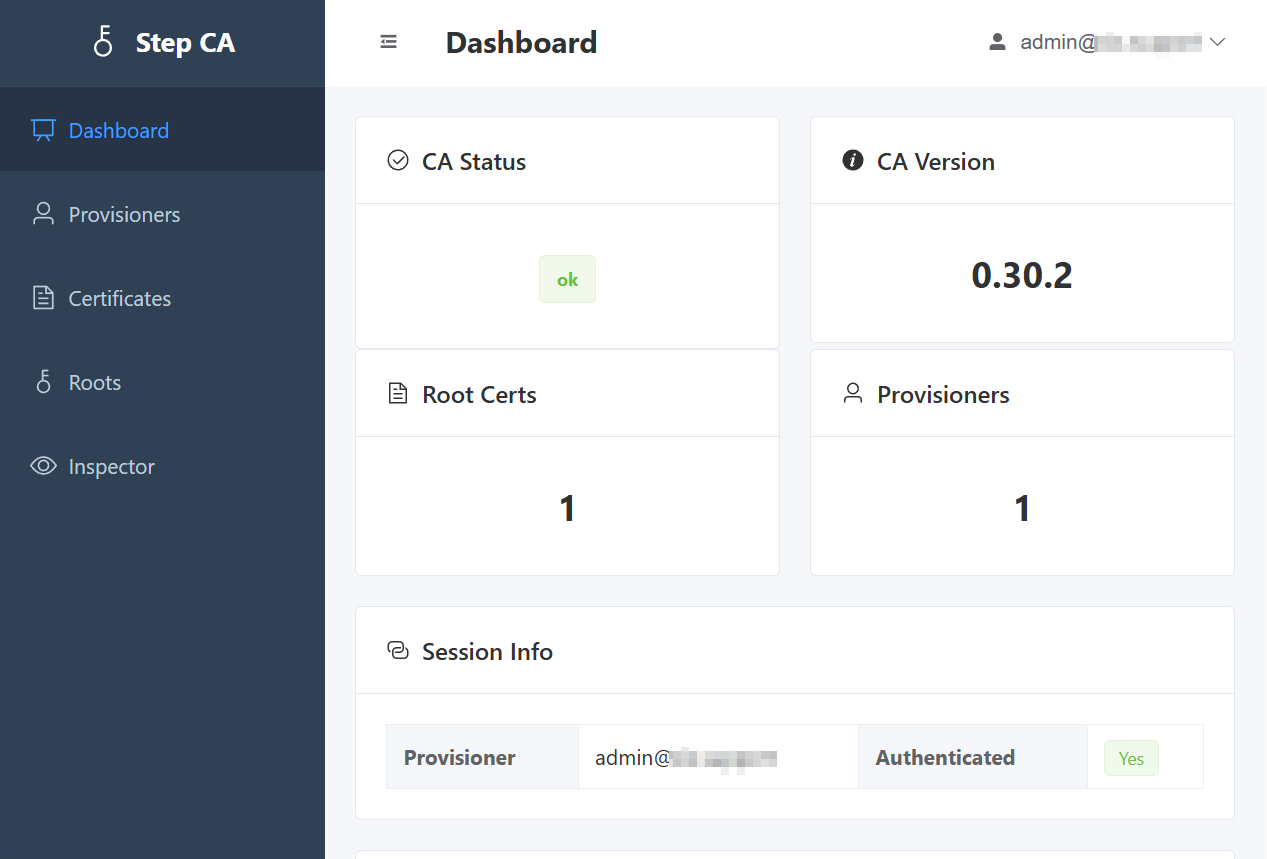 Step CA
Dashboard
admin@
Dashboard
Provisioners
Certificates
Roots
Inspector
CA Status
ok
CA Version
0.30.2
Root Certs
1
Provisioners
1
Session Info
Provisioner admin@ Authenticated Yes